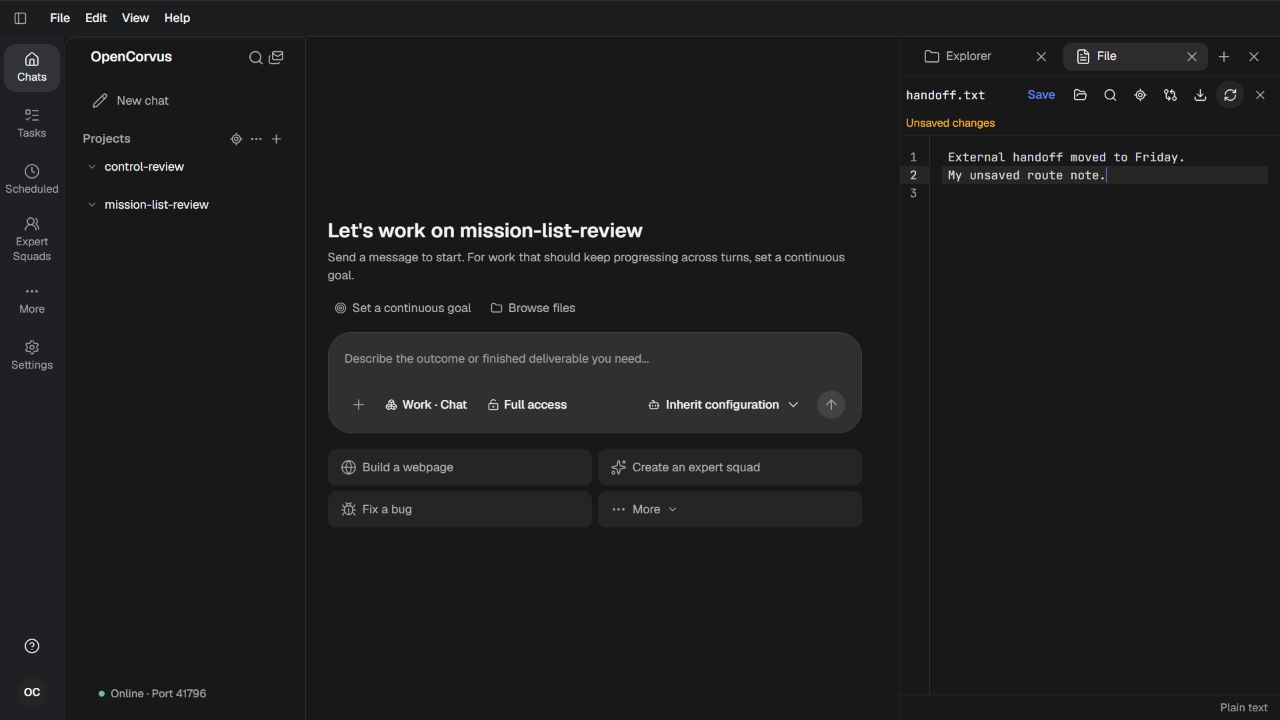 File Edit View Help
Chats
Tasks
Scheduled
Expert
Squads
More
Settings
OC
OpenCorvus
New chat
Projects
control-review
mission-list-review
Online · Port 41796
Let's work on mission-list-review
Send a message to start. For work that should keep progressing across turns, set a continuous
goal.
Set a continuous goal Browse files
Describe the outcome or finished deliverable you need...
Work · Chat Full access Inherit configuration
Build a webpage Create an expert squad
Fix a bug More
Explorer File
handoff.txt Save
Unsaved changes
1 External handoff moved to Friday.
2 My unsaved route note.
3
Plain text